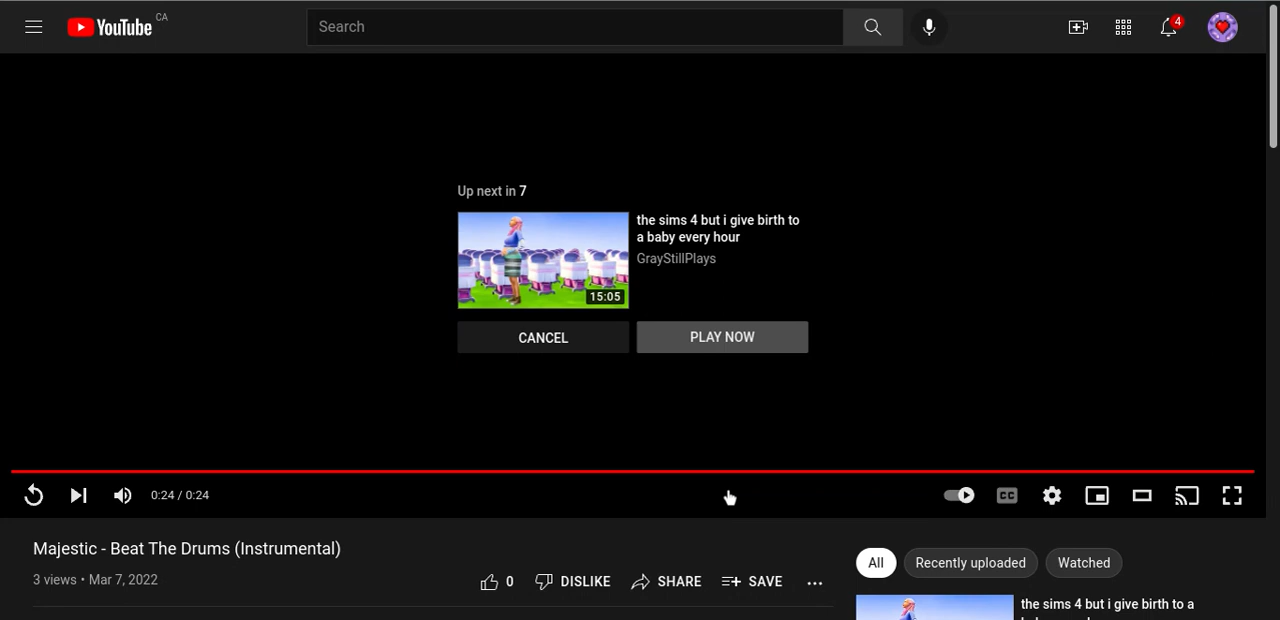 YouTube CA
Search
4
Up next in 7
the sims 4 but i give birth to
a baby every hour
GrayStillPlays
15:05
CANCEL
PLAY NOW
0:24 / 0:24
CC
Majestic - Beat The Drums (Instrumental)
3 views • Mar 7, 2022
0
DISLIKE
SHARE
SAVE
All
Recently uploaded
Watched
the sims 4 but i give birth to a